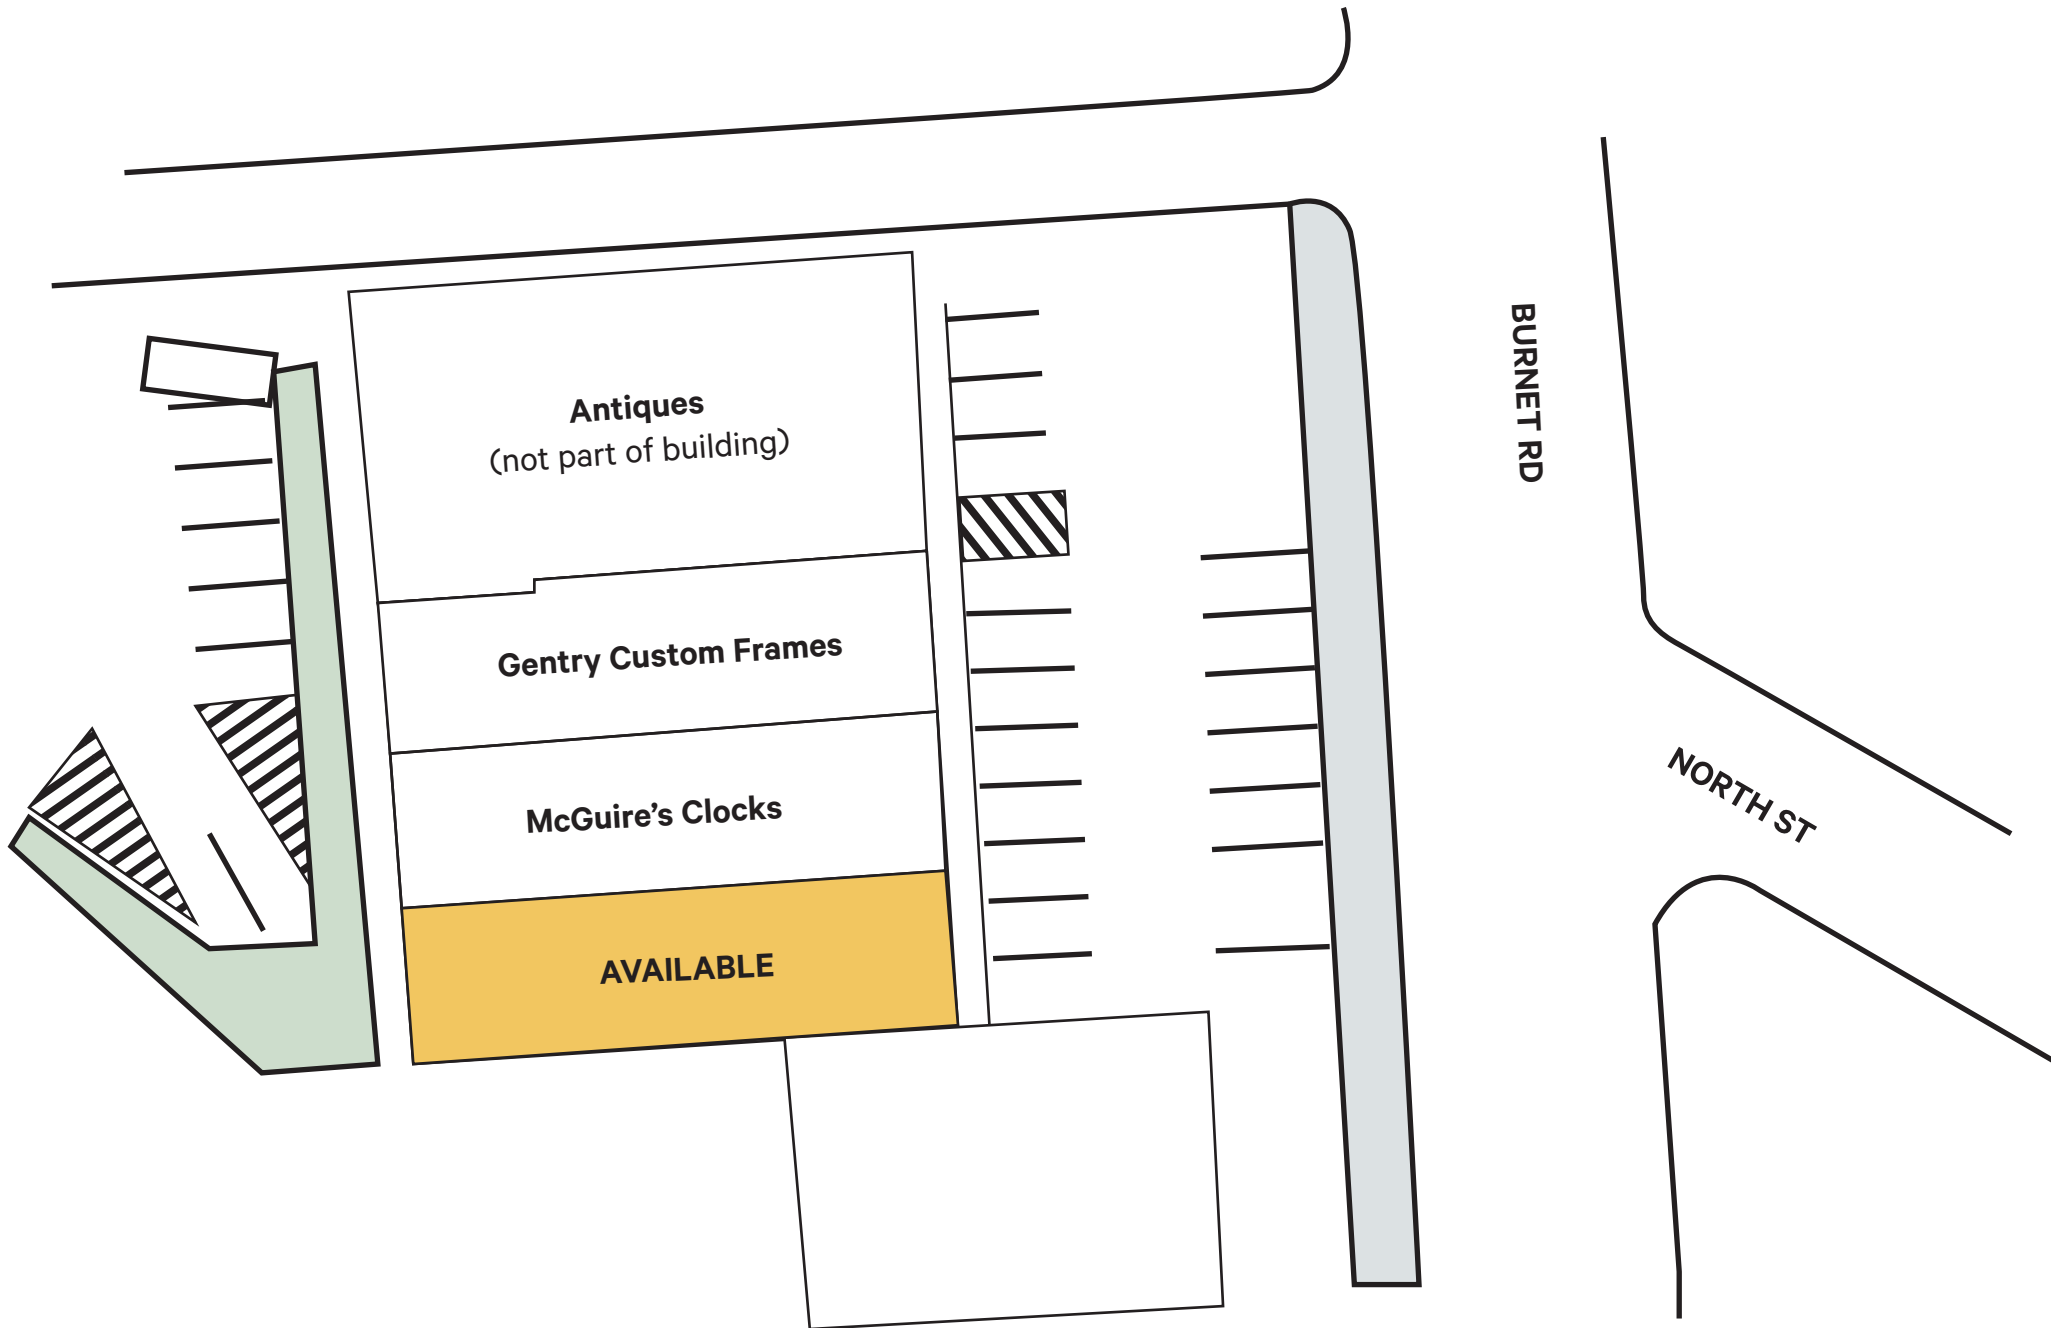 Antiques
(not part of building)
Gentry Custom Frames
McGuire’s Clocks
AVAILABLE
BURNET RD
NORTH ST